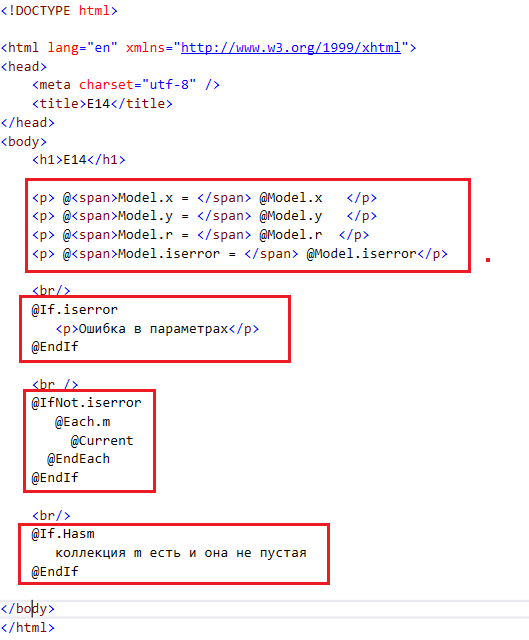 <!DOCTYPE html>
<html lang="en" xmlns="http://www.w3.org/1999/xhtml">
<head>
<meta charset="utf-8" />
<title>E14</title>
</head>
<body>
<h1>E14</h1>
<p> @<span>Model.x = </span> @Model.x </p>
<p> @<span>Model.y = </span> @Model.y </p>
<p> @<span>Model.r = </span> @Model.r </p>
<p> @<span>Model.iserror = </span> @Model.iserror</p>
<br/>
@If.iserror
<p>Ошибка в параметрах</p>
@EndIf
<br />
@IfNot.iserror
@Each.m
@Current
@EndEach
@EndIf
<br/>
@If.Hasm
коллекция m есть и она не пустая
@EndIf
</body>
</html>